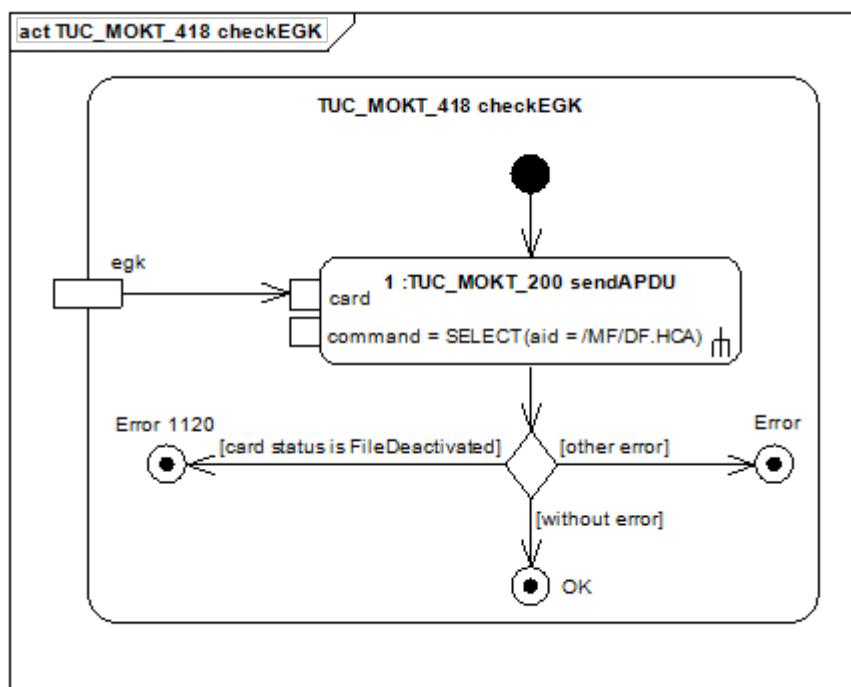 act TUC_MOKT_418 checkEGK
TUC_MOKT_418 checkEGK
egk
1 :TUC_MOKT_200 sendAPDU
card
command = SELECT(aid = /MF/DF.HCA)
Error 1120
Error
[card status is FileDeactivated]
[other error]
[without error]
OK